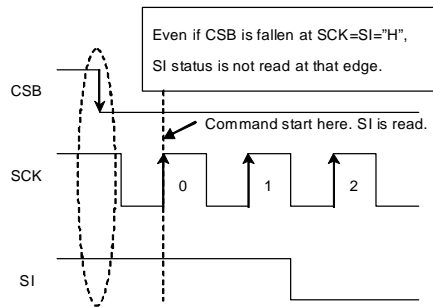 Even if CSB is fallen at SCK=SI="H",
SI status is not read at that edge.
CSB
Command start here. SI is read.
SCK
0
1
2
SI